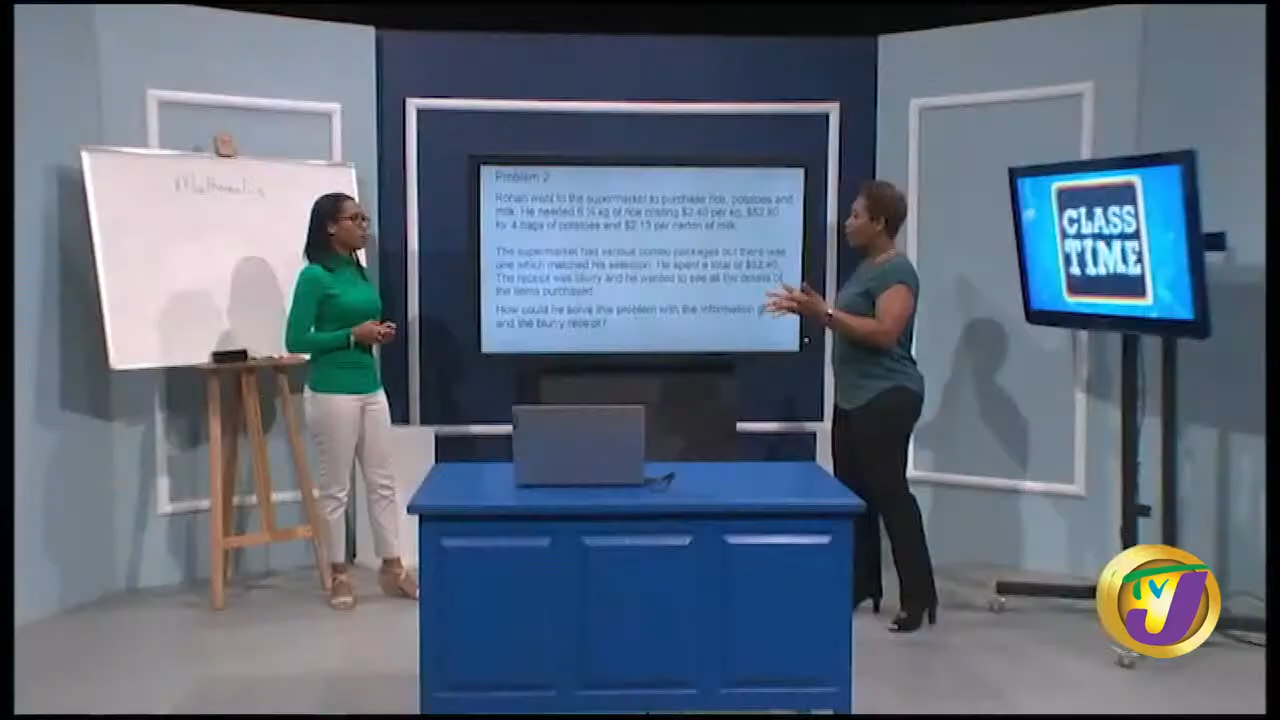 Mathematics
Problem 2
Rohan went to the supermarket to purchase rice, potatoes and
milk. He needed 6 ½ kg of rice costing $2.40 per kg, $52.80
for 4 bags of potatoes and $2.15 per carton of milk.
The supermarket had various combo packages but there was
one which matched his selection. He spent a total of
The receipt was blurry and he wanted to see all the details of
the items purchased.
How could he solve this problem with the information
and the blurry receipt?
CLASS
TIME
TVJ